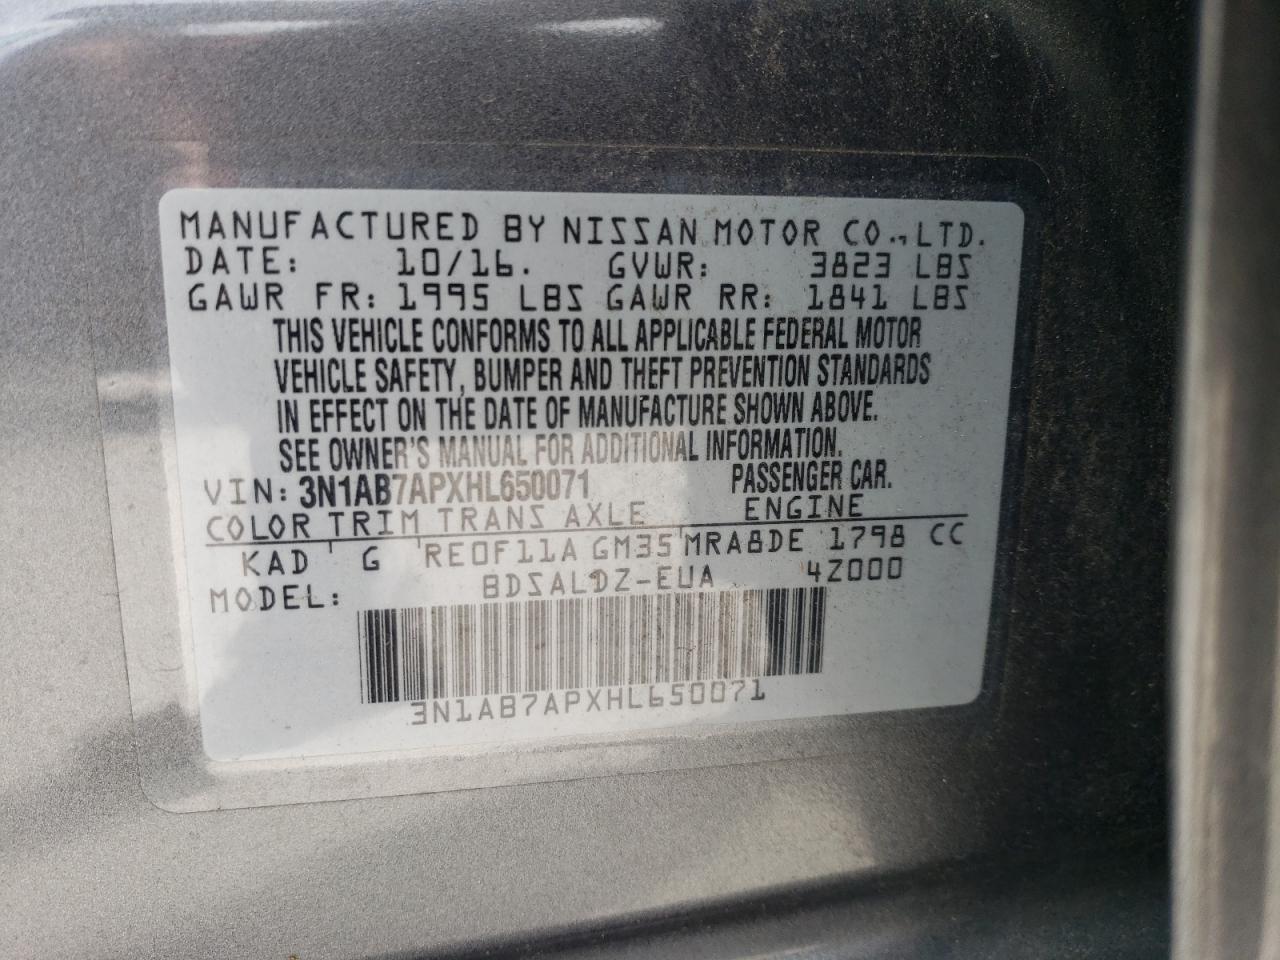 MANUFACTURED BY NISSAN MOTOR CO., LTD.
DATE: 10/16. GVWR: 3823 LBS
GAWR FR: 1995 LBS GAWR RR: 1841 LBS
THIS VEHICLE CONFORMS TO ALL APPLICABLE FEDERAL MOTOR
VEHICLE SAFETY, BUMPER AND THEFT PREVENTION STANDARDS
IN EFFECT ON THE DATE OF MANUFACTURE SHOWN ABOVE.
SEE OWNER'S MANUAL FOR ADDITIONAL INFORMATION.
VIN: 3N1AB7APXHL650071 PASSENGER CAR.
COLOR TRIM TRANS AXLE ENGINE
KAD G RE0F11A GM35 MRA8DE 1798 CC
MODEL: BDSALDZ-EUA 4Z000
3N1AB7APXHL650071